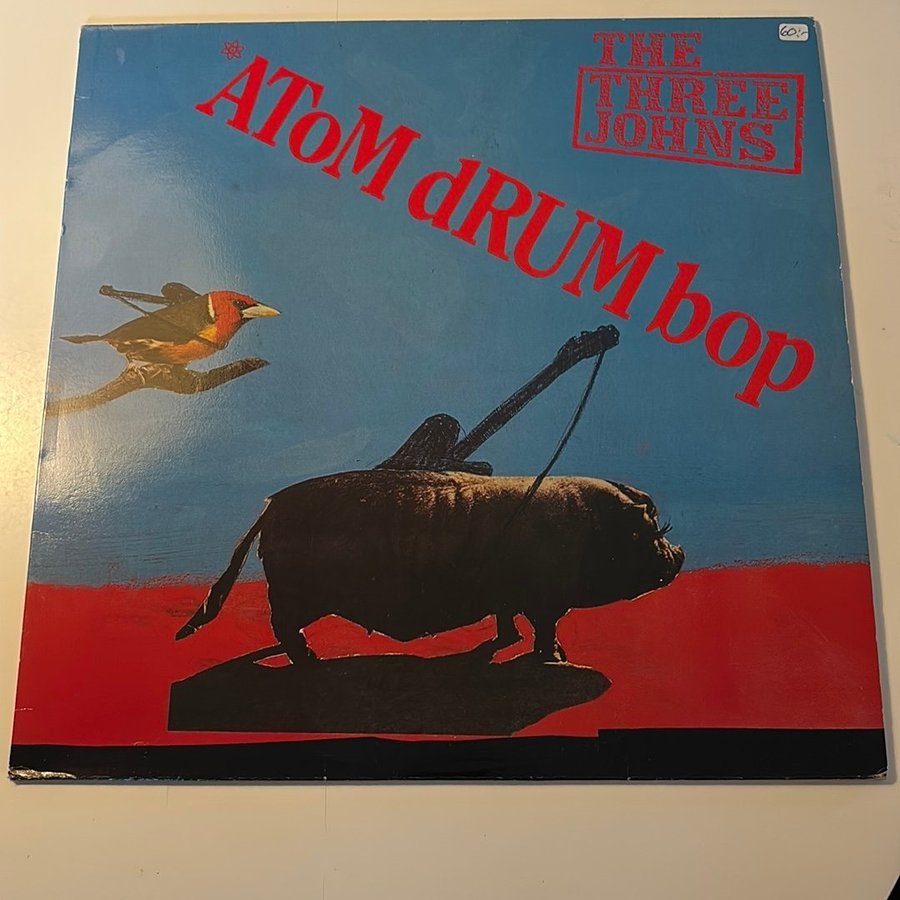 60:-
THE
THREE
JOHNS
*AToM dRUM bop